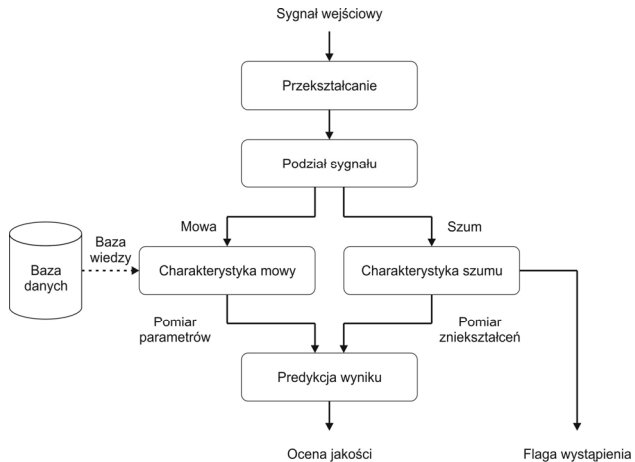 Sygnał wejściowy
Przekształcanie
Podział sygnału
Mowa
Szum
Baza
wiedzy
Baza
danych
Charakterystyka mowy
Charakterystyka szumu
Pomiar
parametrów
Pomiar
zniekształceń
Predykcja wyniku
Ocena jakości
Flaga wystąpienia